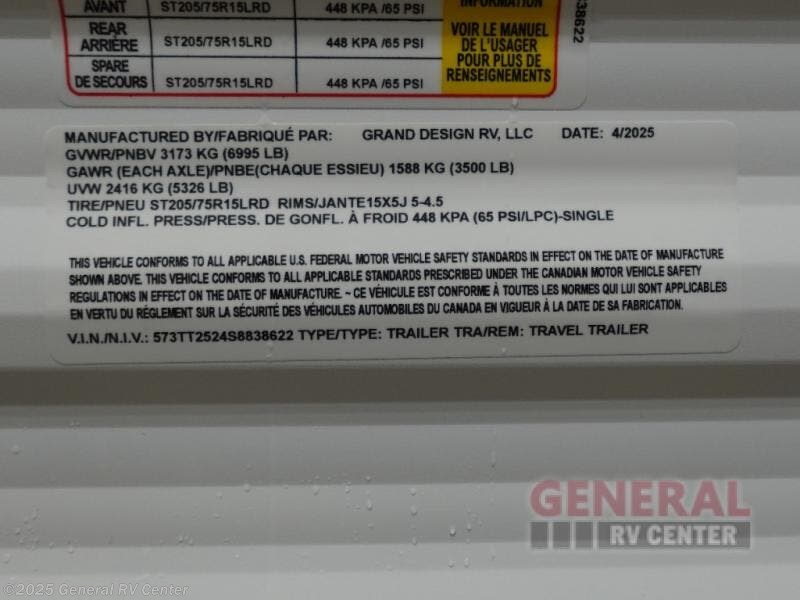 AVANT ST205/75R15LRD 448 KPA /65 PSI INFORMATION
REAR
ARRIÈRE ST205/75R15LRD 448 KPA /65 PSI
SPARE
DE SECOURS ST205/75R15LRD 448 KPA /65 PSI
VOIR LE MANUEL
DE L'USAGER
POUR PLUS DE
RENSEIGNEMENTS
38622
MANUFACTURED BY/FABRIQUÉ PAR: GRAND DESIGN RV, LLC DATE: 4/2025
GVWR/PNBV 3173 KG (6995 LB)
GAWR (EACH AXLE)/PNBE(CHAQUE ESSIEU) 1588 KG (3500 LB)
UVW 2416 KG (5326 LB)
TIRE/PNEU ST205/75R15LRD RIMS/JANTE15X5J 5-4.5
COLD INFL. PRESS/PRESS. DE GONFL. À FROID 448 KPA (65 PSI/LPC)-SINGLE
THIS VEHICLE CONFORMS TO ALL APPLICABLE U.S. FEDERAL MOTOR VEHICLE SAFETY STANDARDS IN EFFECT ON THE DATE OF MANUFACTURE
SHOWN ABOVE. THIS VEHICLE CONFORMS TO ALL APPLICABLE STANDARDS PRESCRIBED UNDER THE CANADIAN MOTOR VEHICLE SAFETY
REGULATIONS IN EFFECT ON THE DATE OF MANUFACTURE. ~ CE VÉHICULE EST CONFORME À TOUTES LES NORMES QUI LUI SONT APPLICABLES
EN VERTU DU RÈGLEMENT SUR LA SÉCURITÉ DES VÉHICULES AUTOMOBILES DU CANADA EN VIGUEUR À LA DATE DE SA FABRICATION.
V.I.N./N.I.V.: 573TT2524S8838622 TYPE/TYPE: TRAILER TRA/REM: TRAVEL TRAILER
GENERAL
RV CENTER
©2025 General RV Center